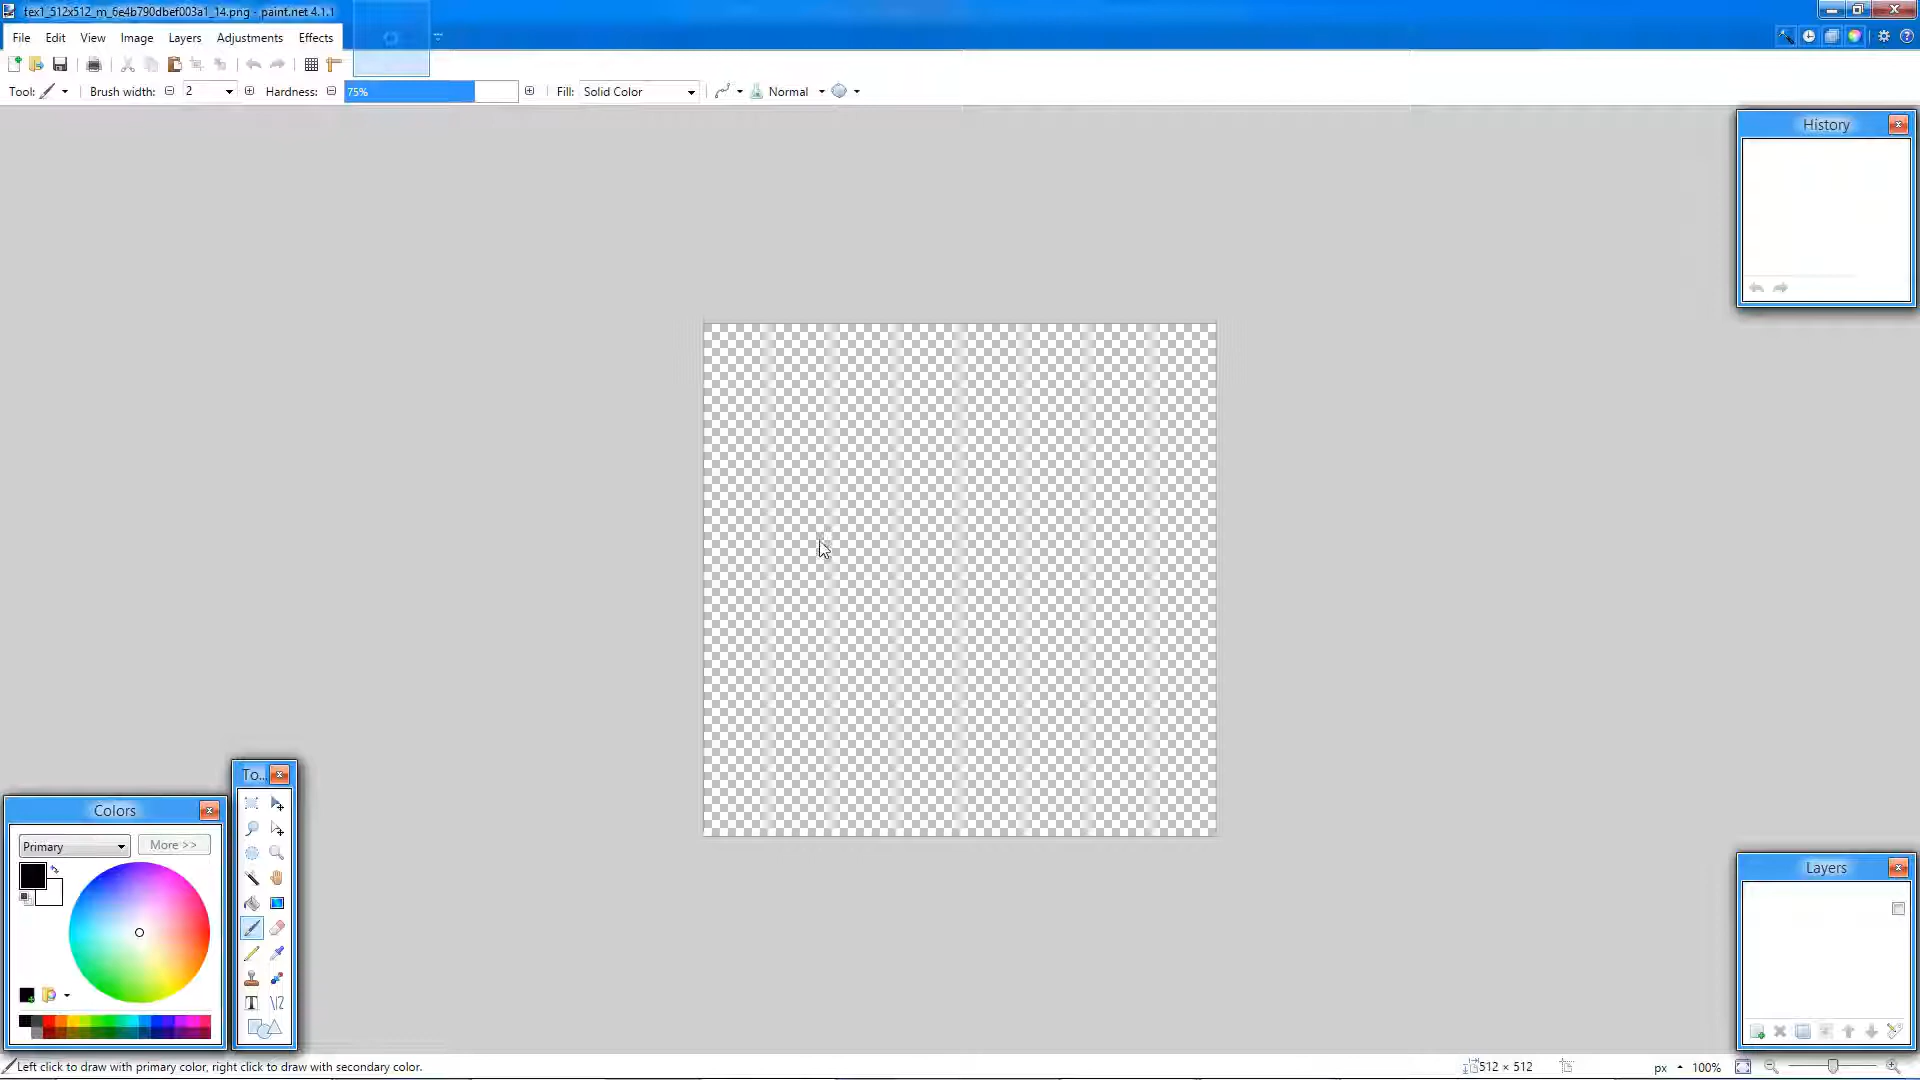 tex1_512x512_m_6e4b790dbef003a1_14.png - paint.net 4.1.1
File Edit View Image Layers Adjustments Effects
Tool: Brush width: 2 Hardness: 75% Fill: Solid Color Normal
History
To...
Colors
Primary
More >>
Layers
Left click to draw with primary color, right click to draw with secondary color.
512 × 512
px
100%